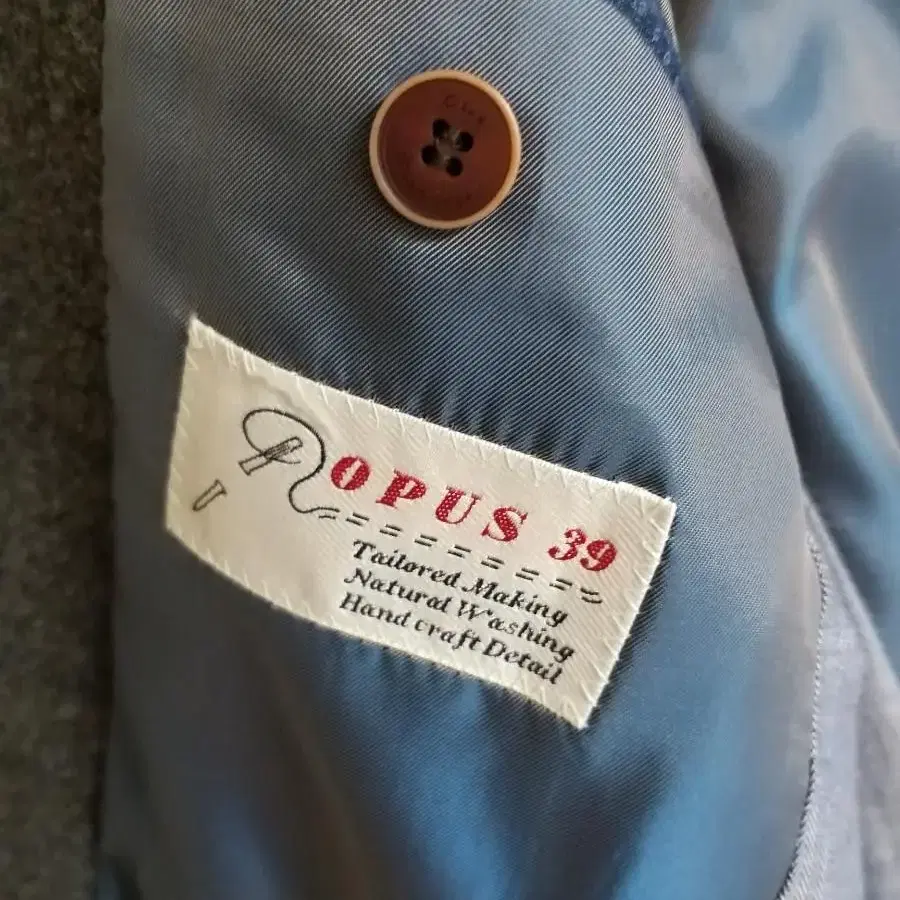 OPUS 39
Tailored Making
Natural Washing
Hand craft Detail